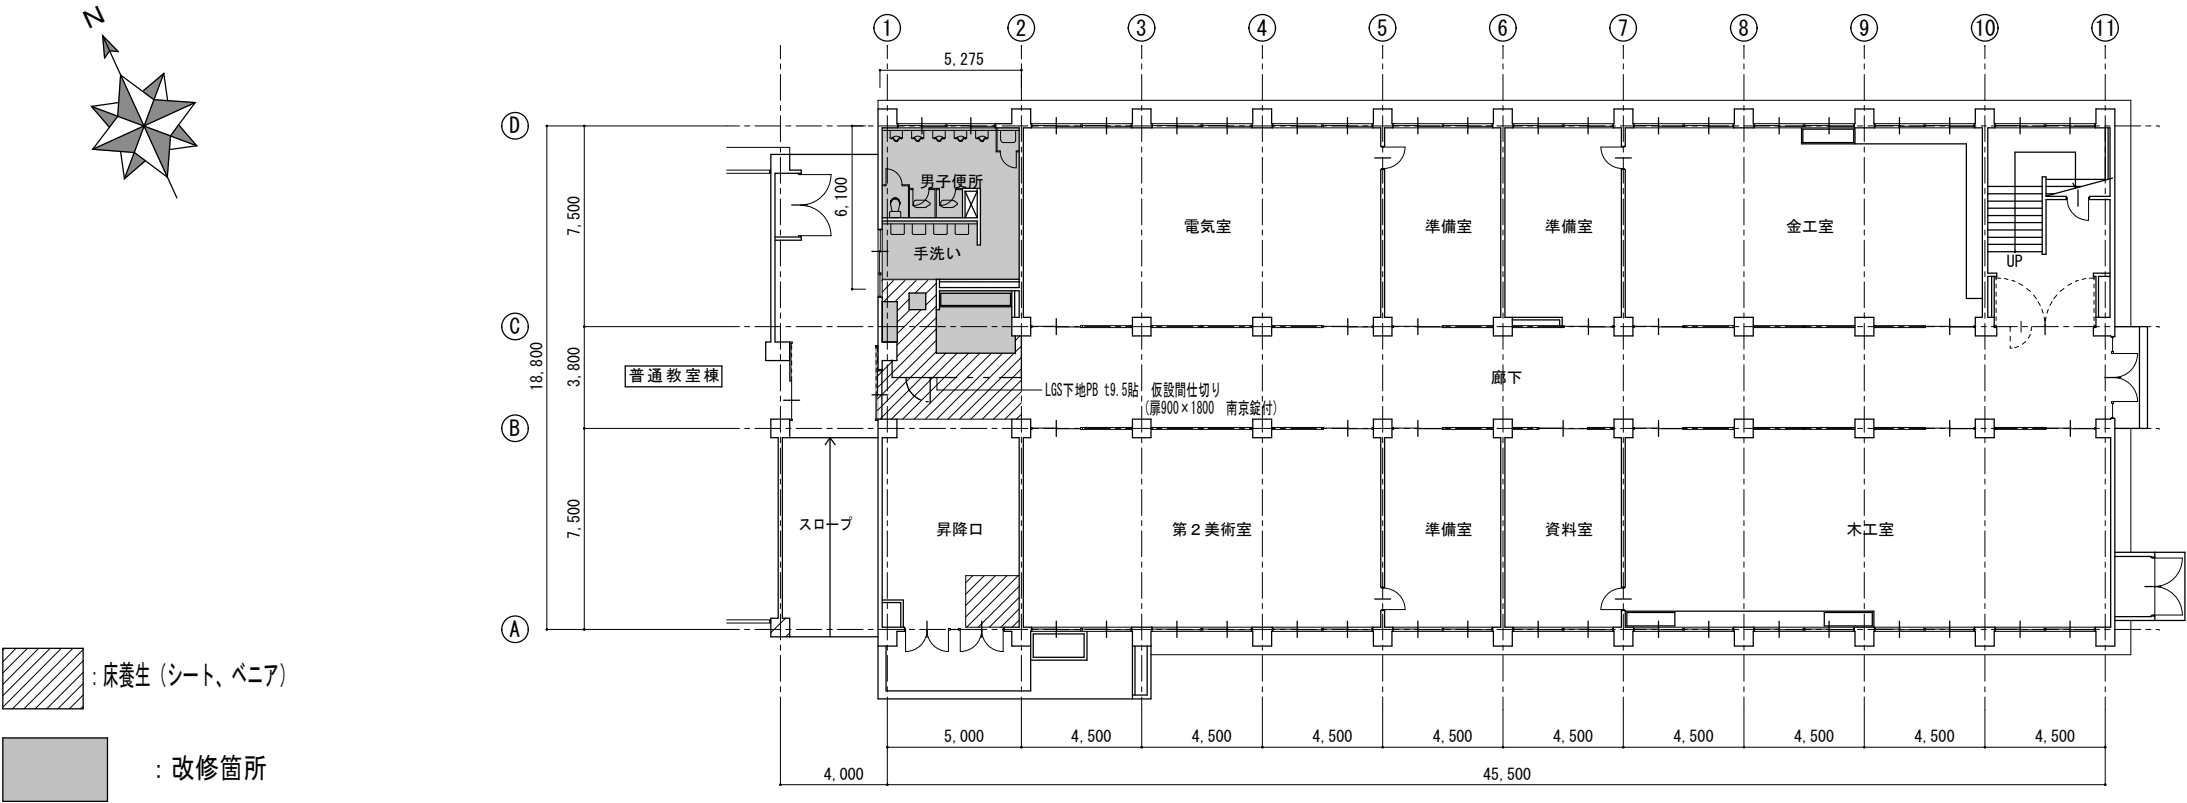 N
① ② ③ ④ ⑤ ⑥ ⑦ ⑧ ⑨ ⑩ ⑪
5,275
Ⓓ
男子便所
6,100
7,500
電気室 準備室 準備室 金工室
手洗い
UP
Ⓒ
18,800
3,800
普通教室棟
廊下
LGS下地PB t9.5貼 仮設間仕切り
(扉900×1800 南京錠付)
Ⓑ
7,500
スロープ
昇降口 第2美術室 準備室 資料室 木工室
Ⓐ
:床養生(シート、ベニア)
5,000 4,500 4,500 4,500 4,500 4,500 4,500 4,500 4,500 4,500
:改修箇所
4,000 45,500